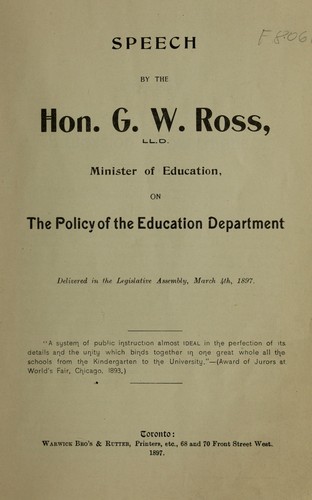 SPEECH
BY THE
Hon. G. W. Ross,
LL.D.
Minister of Education,
ON
The Policy of the Education Department
Delivered in the Legislative Assembly, March 4th, 1897.
"A system of public instruction almost IDEAL in the perfection of its
details and the unity which binds together in one great whole all the
schools from the Kindergarten to the University."—(Award of Jurors at
World's Fair, Chicago. 1893.)
Toronto:
WARWICK BRO'S & RUTTER, Printers, etc., 68 and 70 Front Street West.
1897.